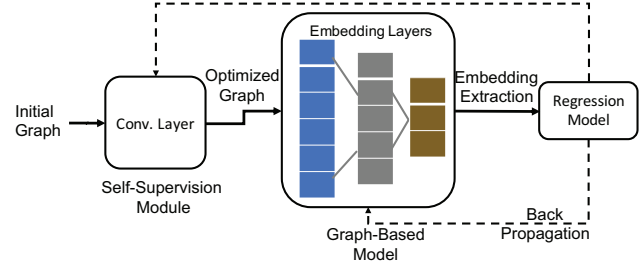 Embedding Layers
Optimized
Graph
Embedding
Extraction
Initial
Graph
Conv. Layer
Regression
Model
Self-Supervision
Module
Graph-Based
Model
Back
Propagation